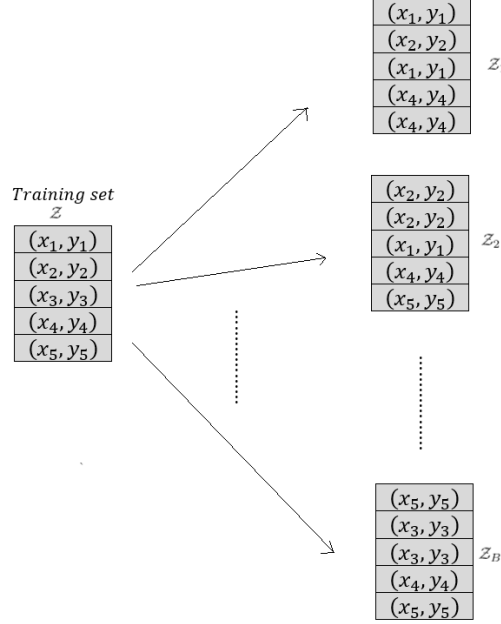 Training set
𝒵
(x₁, y₁)
(x₂, y₂)
(x₃, y₃)
(x₄, y₄)
(x₅, y₅)
(x₁, y₁)
(x₂, y₂)
(x₁, y₁)
(x₄, y₄)
(x₄, y₄)
𝒵
(x₂, y₂)
(x₂, y₂)
(x₁, y₁)
(x₄, y₄)
(x₅, y₅)
𝒵₂
(x₅, y₅)
(x₃, y₃)
(x₃, y₃)
(x₄, y₄)
(x₅, y₅)
𝒵_B